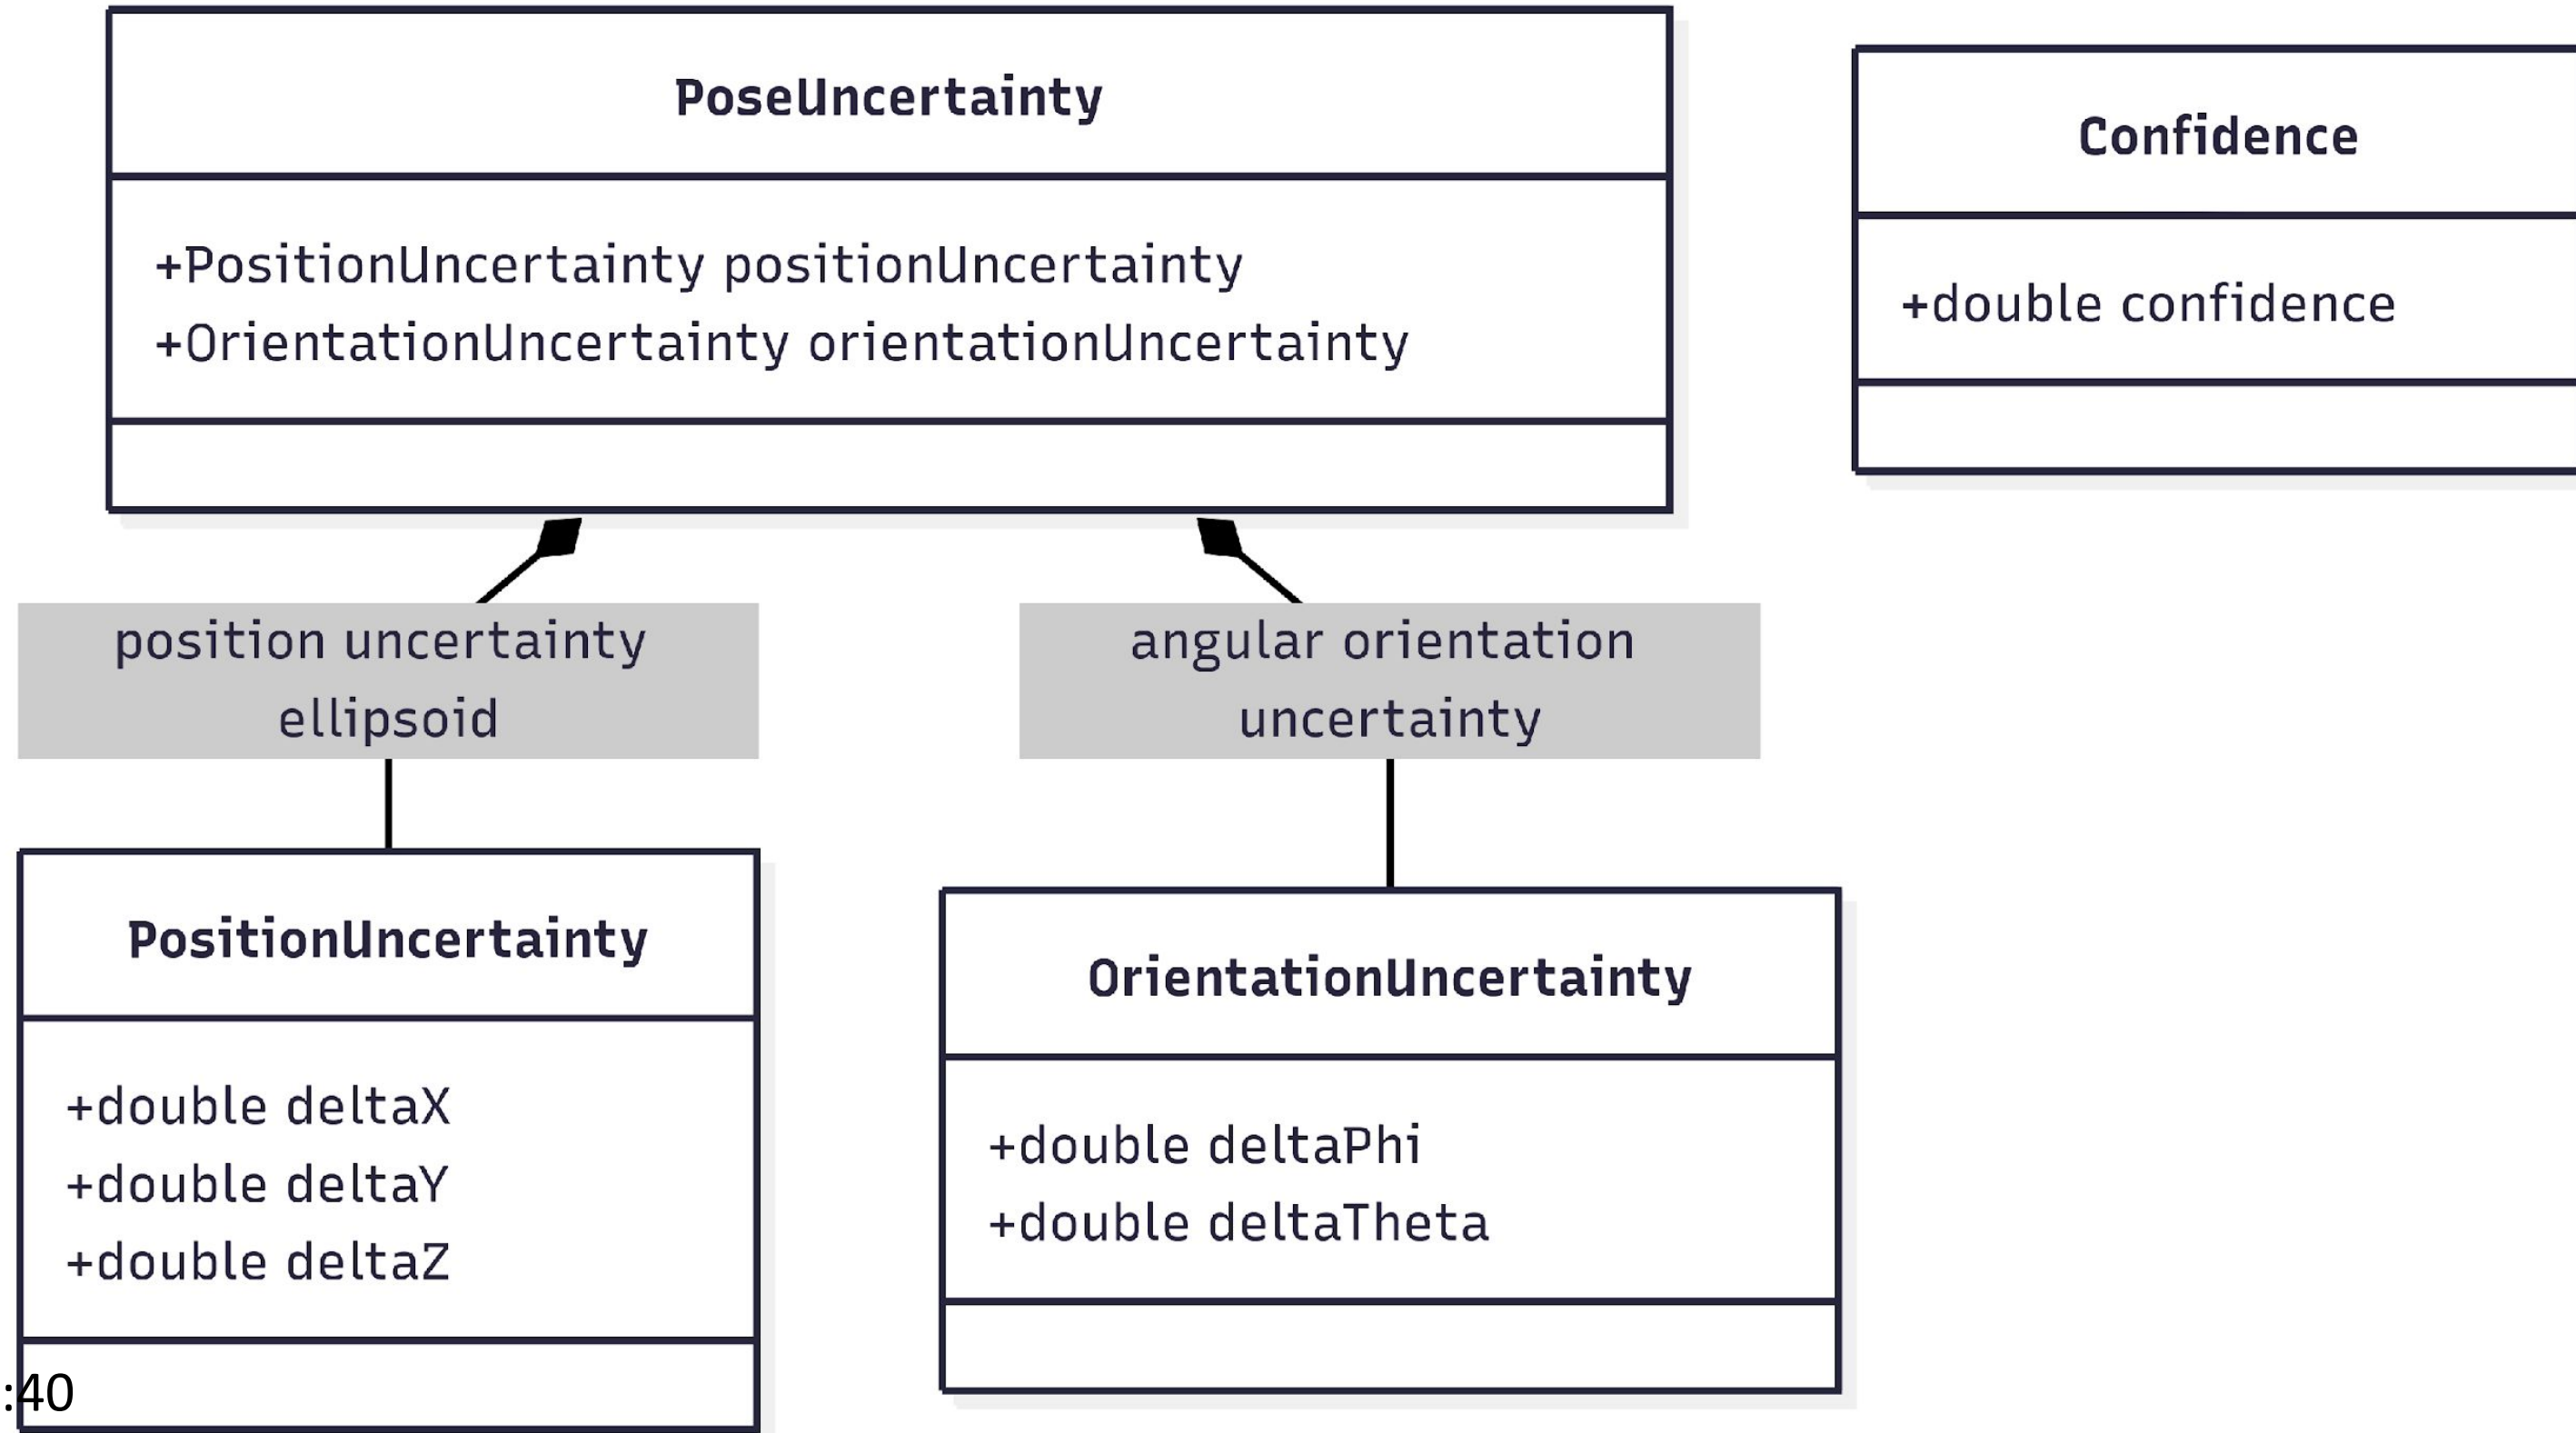 PoseUncertainty
+PositionUncertainty positionUncertainty
+OrientationUncertainty orientationUncertainty
Confidence
+double confidence
position uncertainty
ellipsoid
angular orientation
uncertainty
PositionUncertainty
+double deltaX
+double deltaY
+double deltaZ
OrientationUncertainty
+double deltaPhi
+double deltaTheta
:40